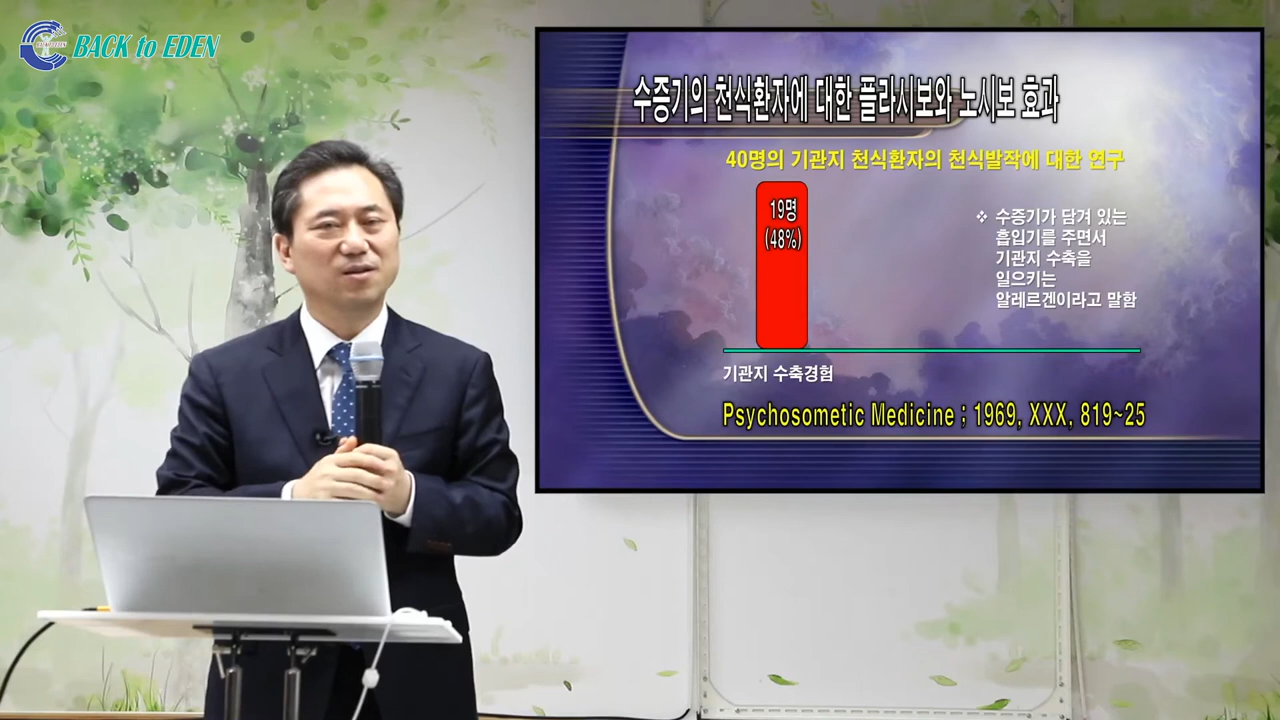 BACK to EDEN
수증기의 천식환자에 대한 플라시보와 노시보 효과
40명의 기관지 천식환자의 천식발작에 대한 연구
19명
(48%)
❖ 수증기가 담겨 있는
흡입기를 주면서
기관지 수축을
일으키는
알레르겐이라고 말함
기관지 수축경험
Psychosometic Medicine ; 1969, XXX, 819~25